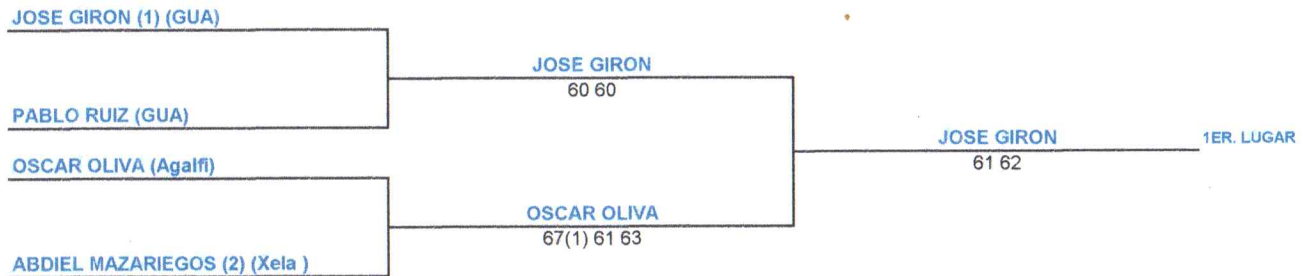 JOSE GIRON (1) (GUA)
JOSE GIRON
60 60
PABLO RUIZ (GUA)
JOSE GIRON
61 62
1ER. LUGAR
OSCAR OLIVA (Agalfi)
OSCAR OLIVA
67(1) 61 63
ABDIEL MAZARIEGOS (2) (Xela )